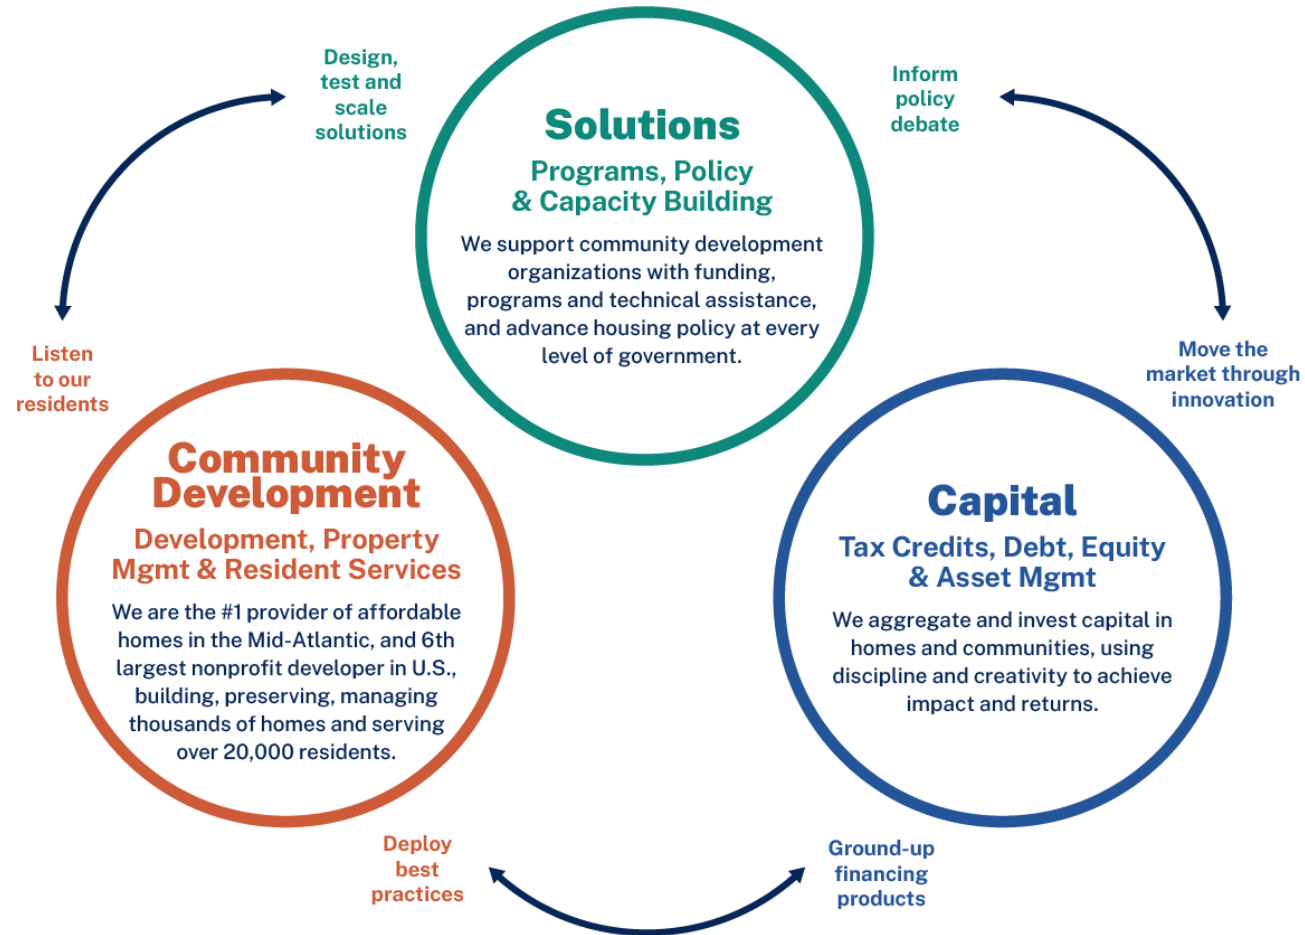 Design,
test and
scale
solutions
Inform
policy
debate
Solutions
Programs, Policy
& Capacity Building
We support community development
organizations with funding,
programs and technical assistance,
and advance housing policy at every
level of government.
Listen
to our
residents
Move the
market through
innovation
Community
Development
Development, Property
Mgmt & Resident Services
We are the #1 provider of affordable
homes in the Mid-Atlantic, and 6th
largest nonprofit developer in U.S.,
building, preserving, managing
thousands of homes and serving
over 20,000 residents.
Capital
Tax Credits, Debt, Equity
& Asset Mgmt
We aggregate and invest capital in
homes and communities, using
discipline and creativity to achieve
impact and returns.
Deploy
best
practices
Ground-up
financing
products